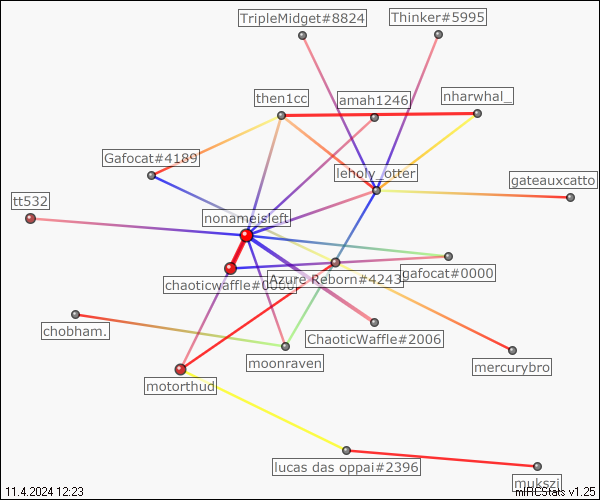 TripleMidget#8824
Thinker#5995
then1cc
amah1246
nharwhal_
Gafocat#4189
leholy_otter
gateauxcatto
tt532
nonameisleft
gafocat#0000
chaoticwaffle#0000
Azure Reborn#4243
chobham.
ChaoticWaffle#2006
moonraven
mercurybro
motorthud
lucas das oppai#2396
mukszi
11.4.2024 12:23
mIRCStats v1.25